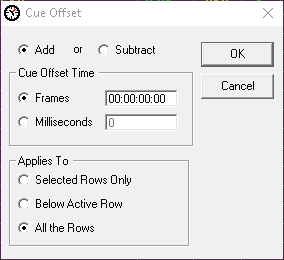 Cue Offset
Add or Subtract
OK
Cue Offset Time
Cancel
Frames 00:00:00:00
Milliseconds 0
Applies To
Selected Rows Only
Below Active Row
All the Rows